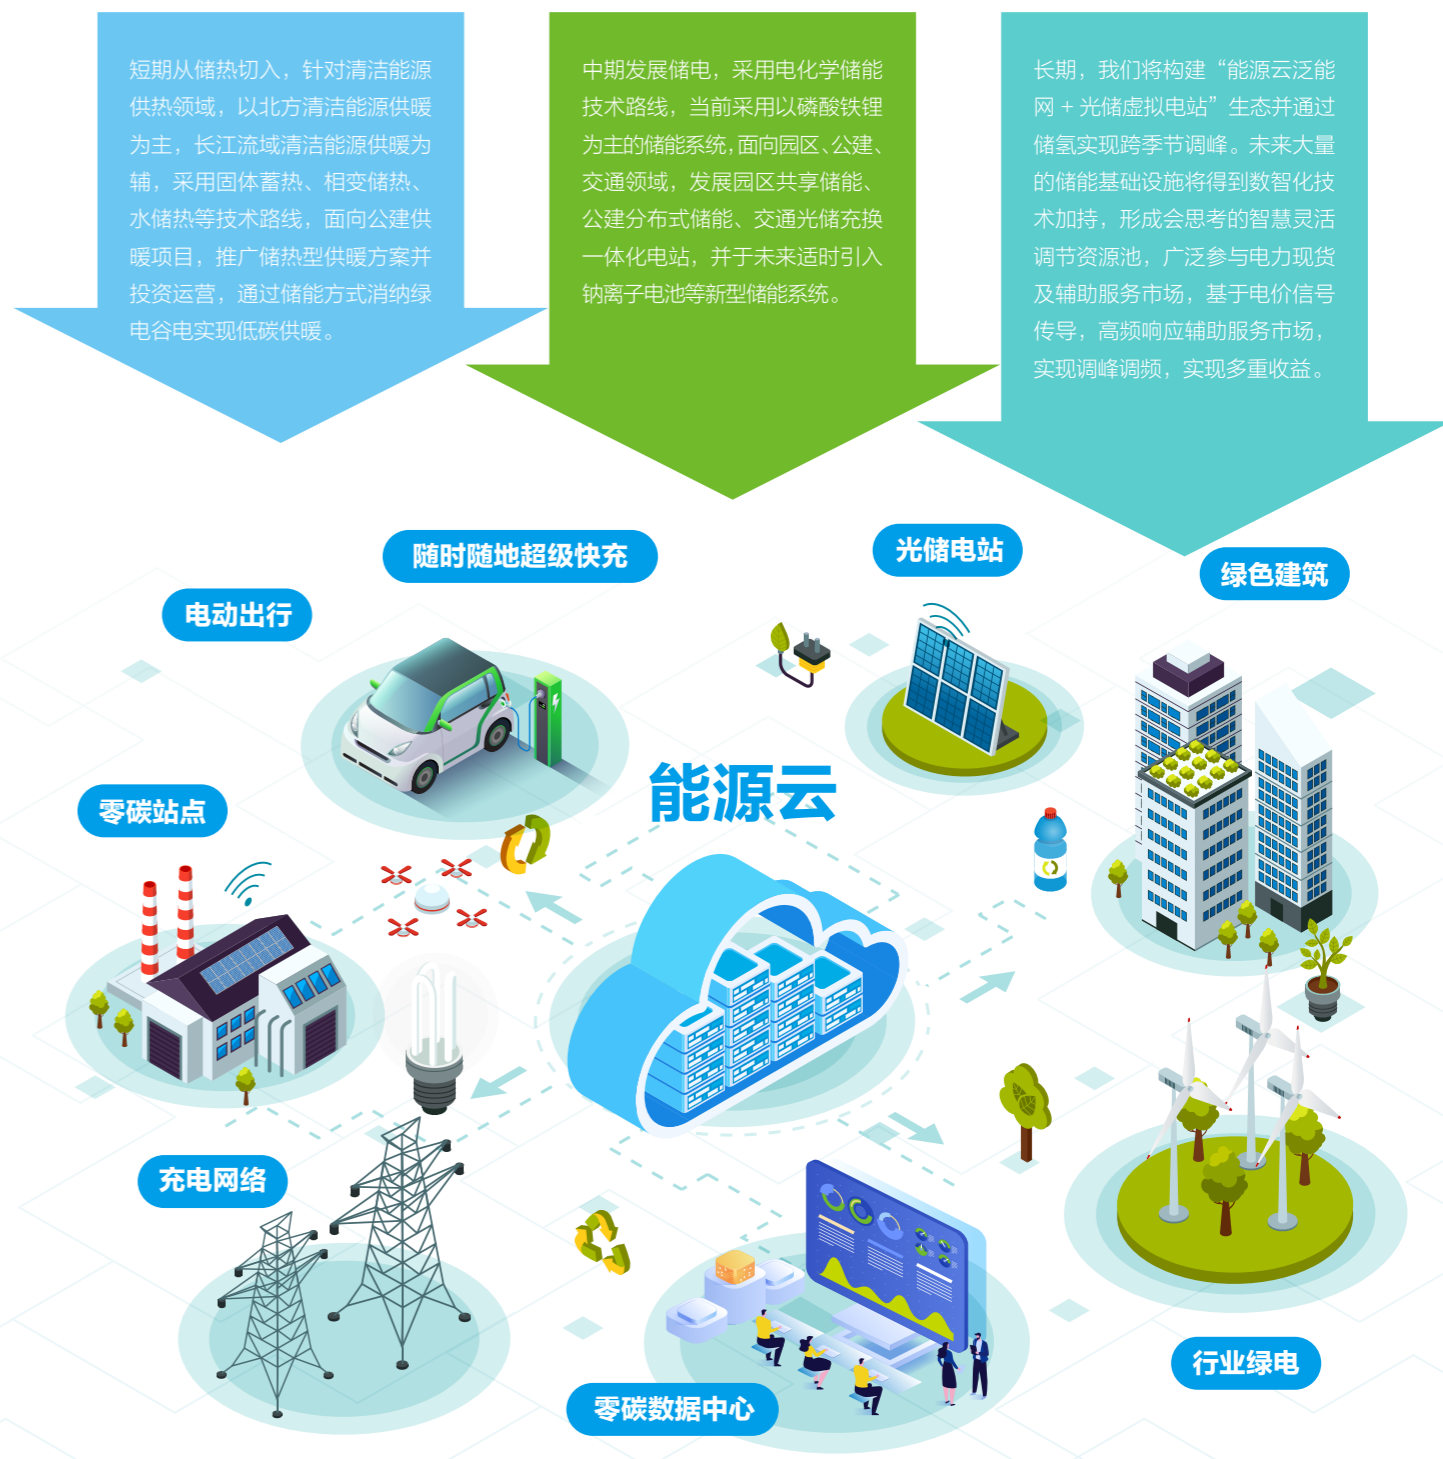 短期从储热切入，针对清洁能源
供热领域，以北方清洁能源供暖
为主，长江流域清洁能源供暖为
辅，采用固体蓄热、相变储热、
水储热等技术路线，面向公建供
暖项目，推广储热型供暖方案并
投资运营，通过储能方式消纳绿
电谷电实现低碳供暖。
中期发展储电，采用电化学储能
技术路线，当前采用以磷酸铁锂
为主的储能系统，面向园区、公建、
交通领域，发展园区共享储能、
公建分布式储能、交通光储充换
一体化电站，并于未来适时引入
钠离子电池等新型储能系统。
长期，我们将构建“能源云泛能
网 + 光储虚拟电站”生态并通过
储氢实现跨季节调峰。未来大量
的储能基础设施将得到数智化技
术加持，形成会思考的智慧灵活
调节资源池，广泛参与电力现货
及辅助服务市场，基于电价信号
传导，高频响应辅助服务市场，
实现调峰调频，实现多重收益。
随时随地超级快充
光储电站
绿色建筑
电动出行
能源云
零碳站点
充电网络
行业绿电
零碳数据中心